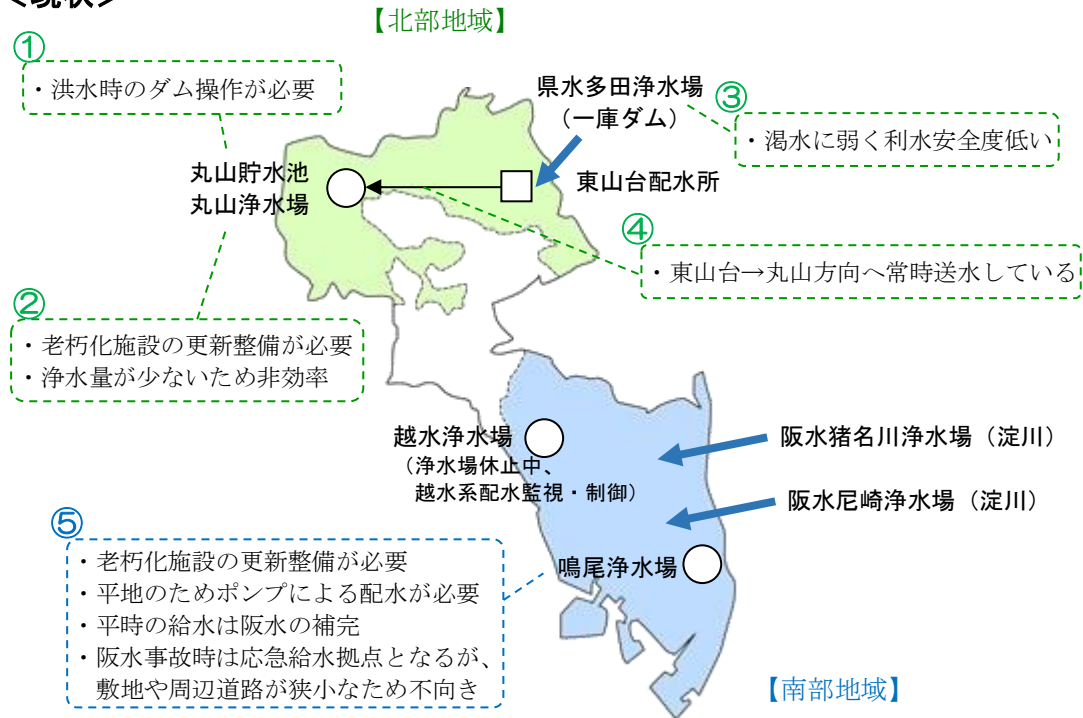 ＜現状＞
【北部地域】
①
・洪水時のダム操作が必要
県水多田浄水場
（一庫ダム）
③
・渇水に弱く利水安全度低い
丸山貯水池
丸山浄水場
東山台配水所
④
・東山台→丸山方向へ常時送水している
②
・老朽化施設の更新整備が必要
・浄水量が少ないため非効率
越水浄水場
（浄水場休止中、
越水系配水監視・制御）
阪水猪名川浄水場（淀川）
阪水尼崎浄水場（淀川）
⑤
・老朽化施設の更新整備が必要
・平地のためポンプによる配水が必要
・平時の給水は阪水の補完
・阪水事故時は応急給水拠点となるが、
敷地や周辺道路が狭小なため不向き
鳴尾浄水場
【南部地域】